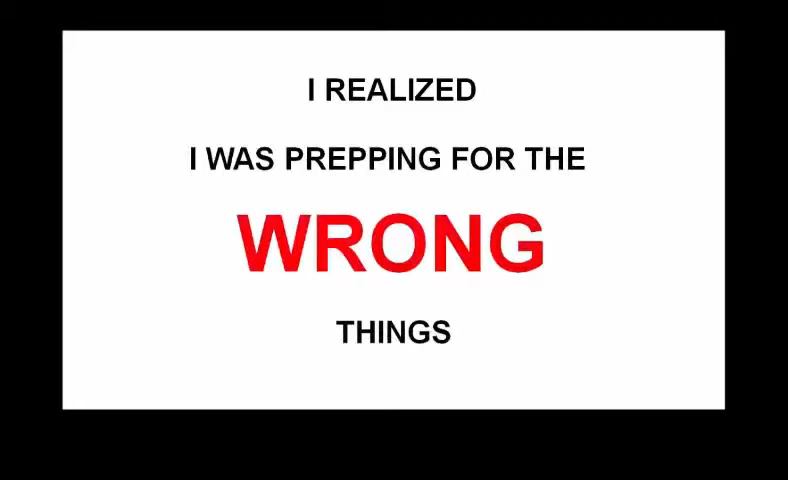 I REALIZED
I WAS PREPPING FOR THE
WRONG
THINGS